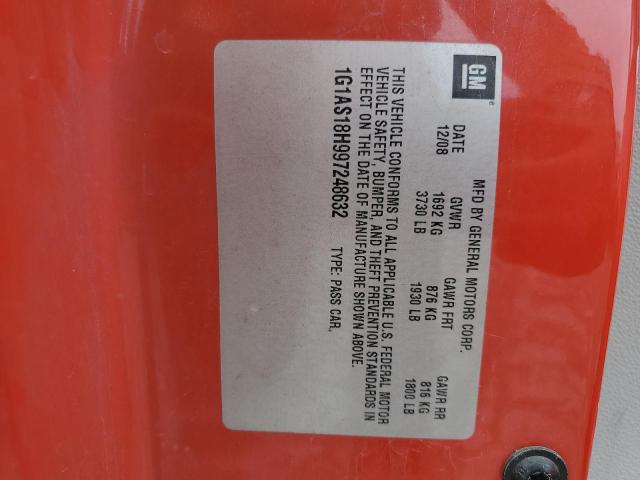 GM
MFD BY GENERAL MOTORS CORP.
DATE GVWR GAWR FRT GAWR RR
12/08 1692 KG 876 KG 816 KG
3730 LB 1930 LB 1800 LB
THIS VEHICLE CONFORMS TO ALL APPLICABLE U.S. FEDERAL MOTOR
VEHICLE SAFETY, BUMPER, AND THEFT PREVENTION STANDARDS IN
EFFECT ON THE DATE OF MANUFACTURE SHOWN ABOVE.
1G1AS18H997248632 TYPE: PASS CAR,